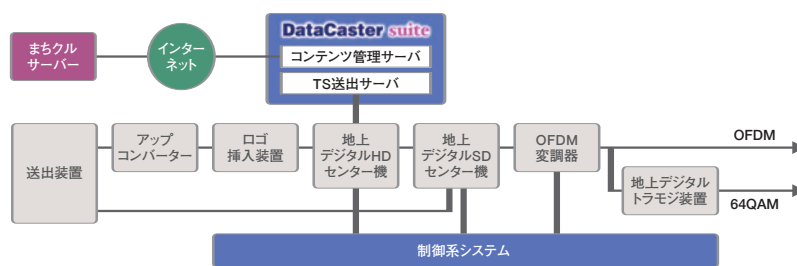 DataCaster suite
まちクル
サーバー
インター
ネット
コンテンツ管理サーバ
TS送出サーバ
送出装置
アップ
コンバーター
ロゴ
挿入装置
地上
デジタルHD
センター機
地上
デジタルSD
センター機
OFDM
変調器
OFDM
地上デジタル
トラモジ装置
64QAM
制御系システム